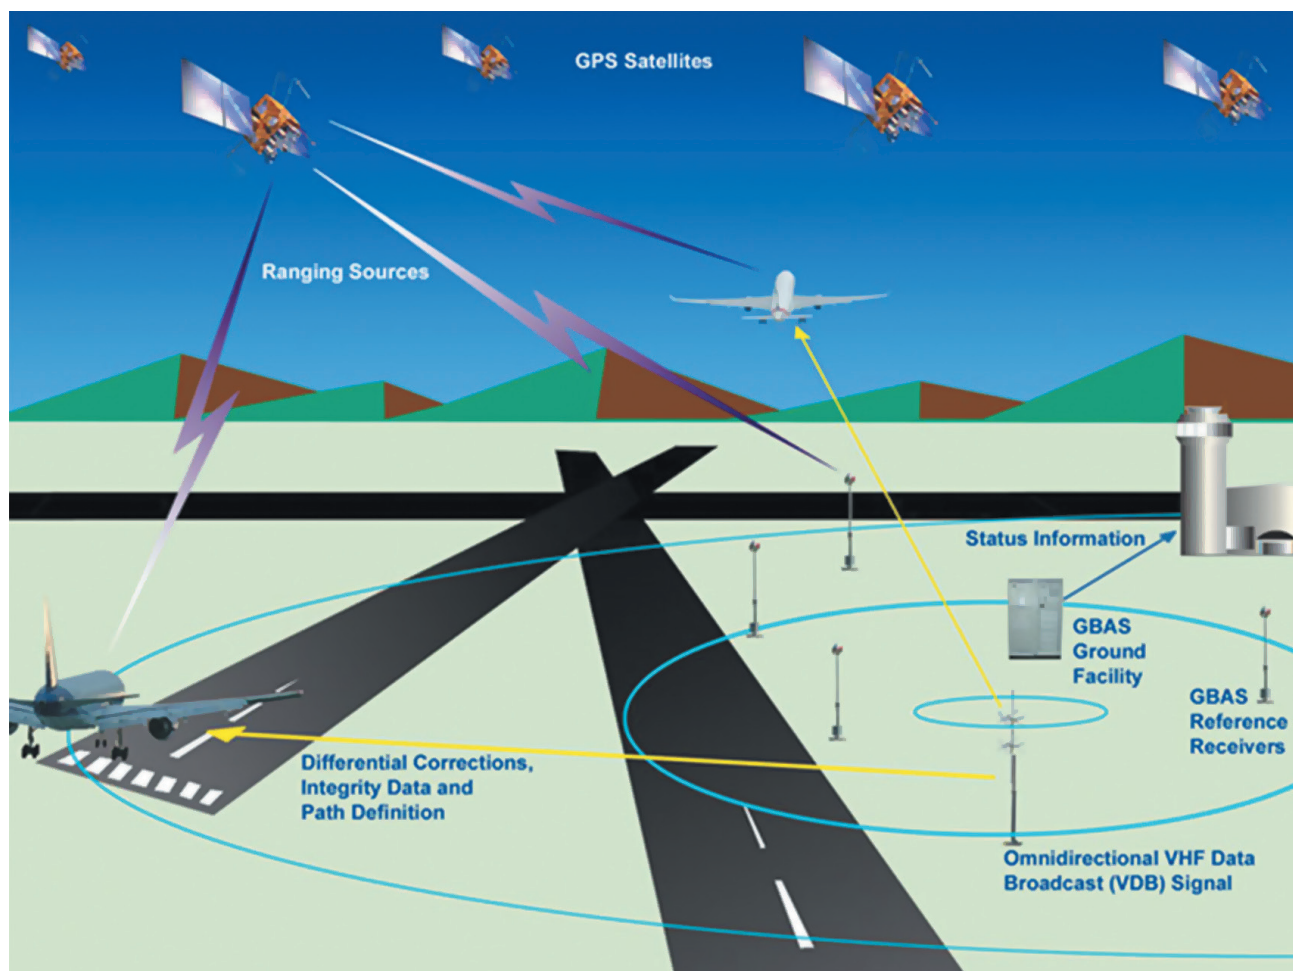 GPS Satellites
Ranging Sources
Status Information
GBAS
Ground
Facility
GBAS
Reference
Receivers
Differential Corrections,
Integrity Data and
Path Definition
Omnidirectional VHF Data
Broadcast (VDB) Signal